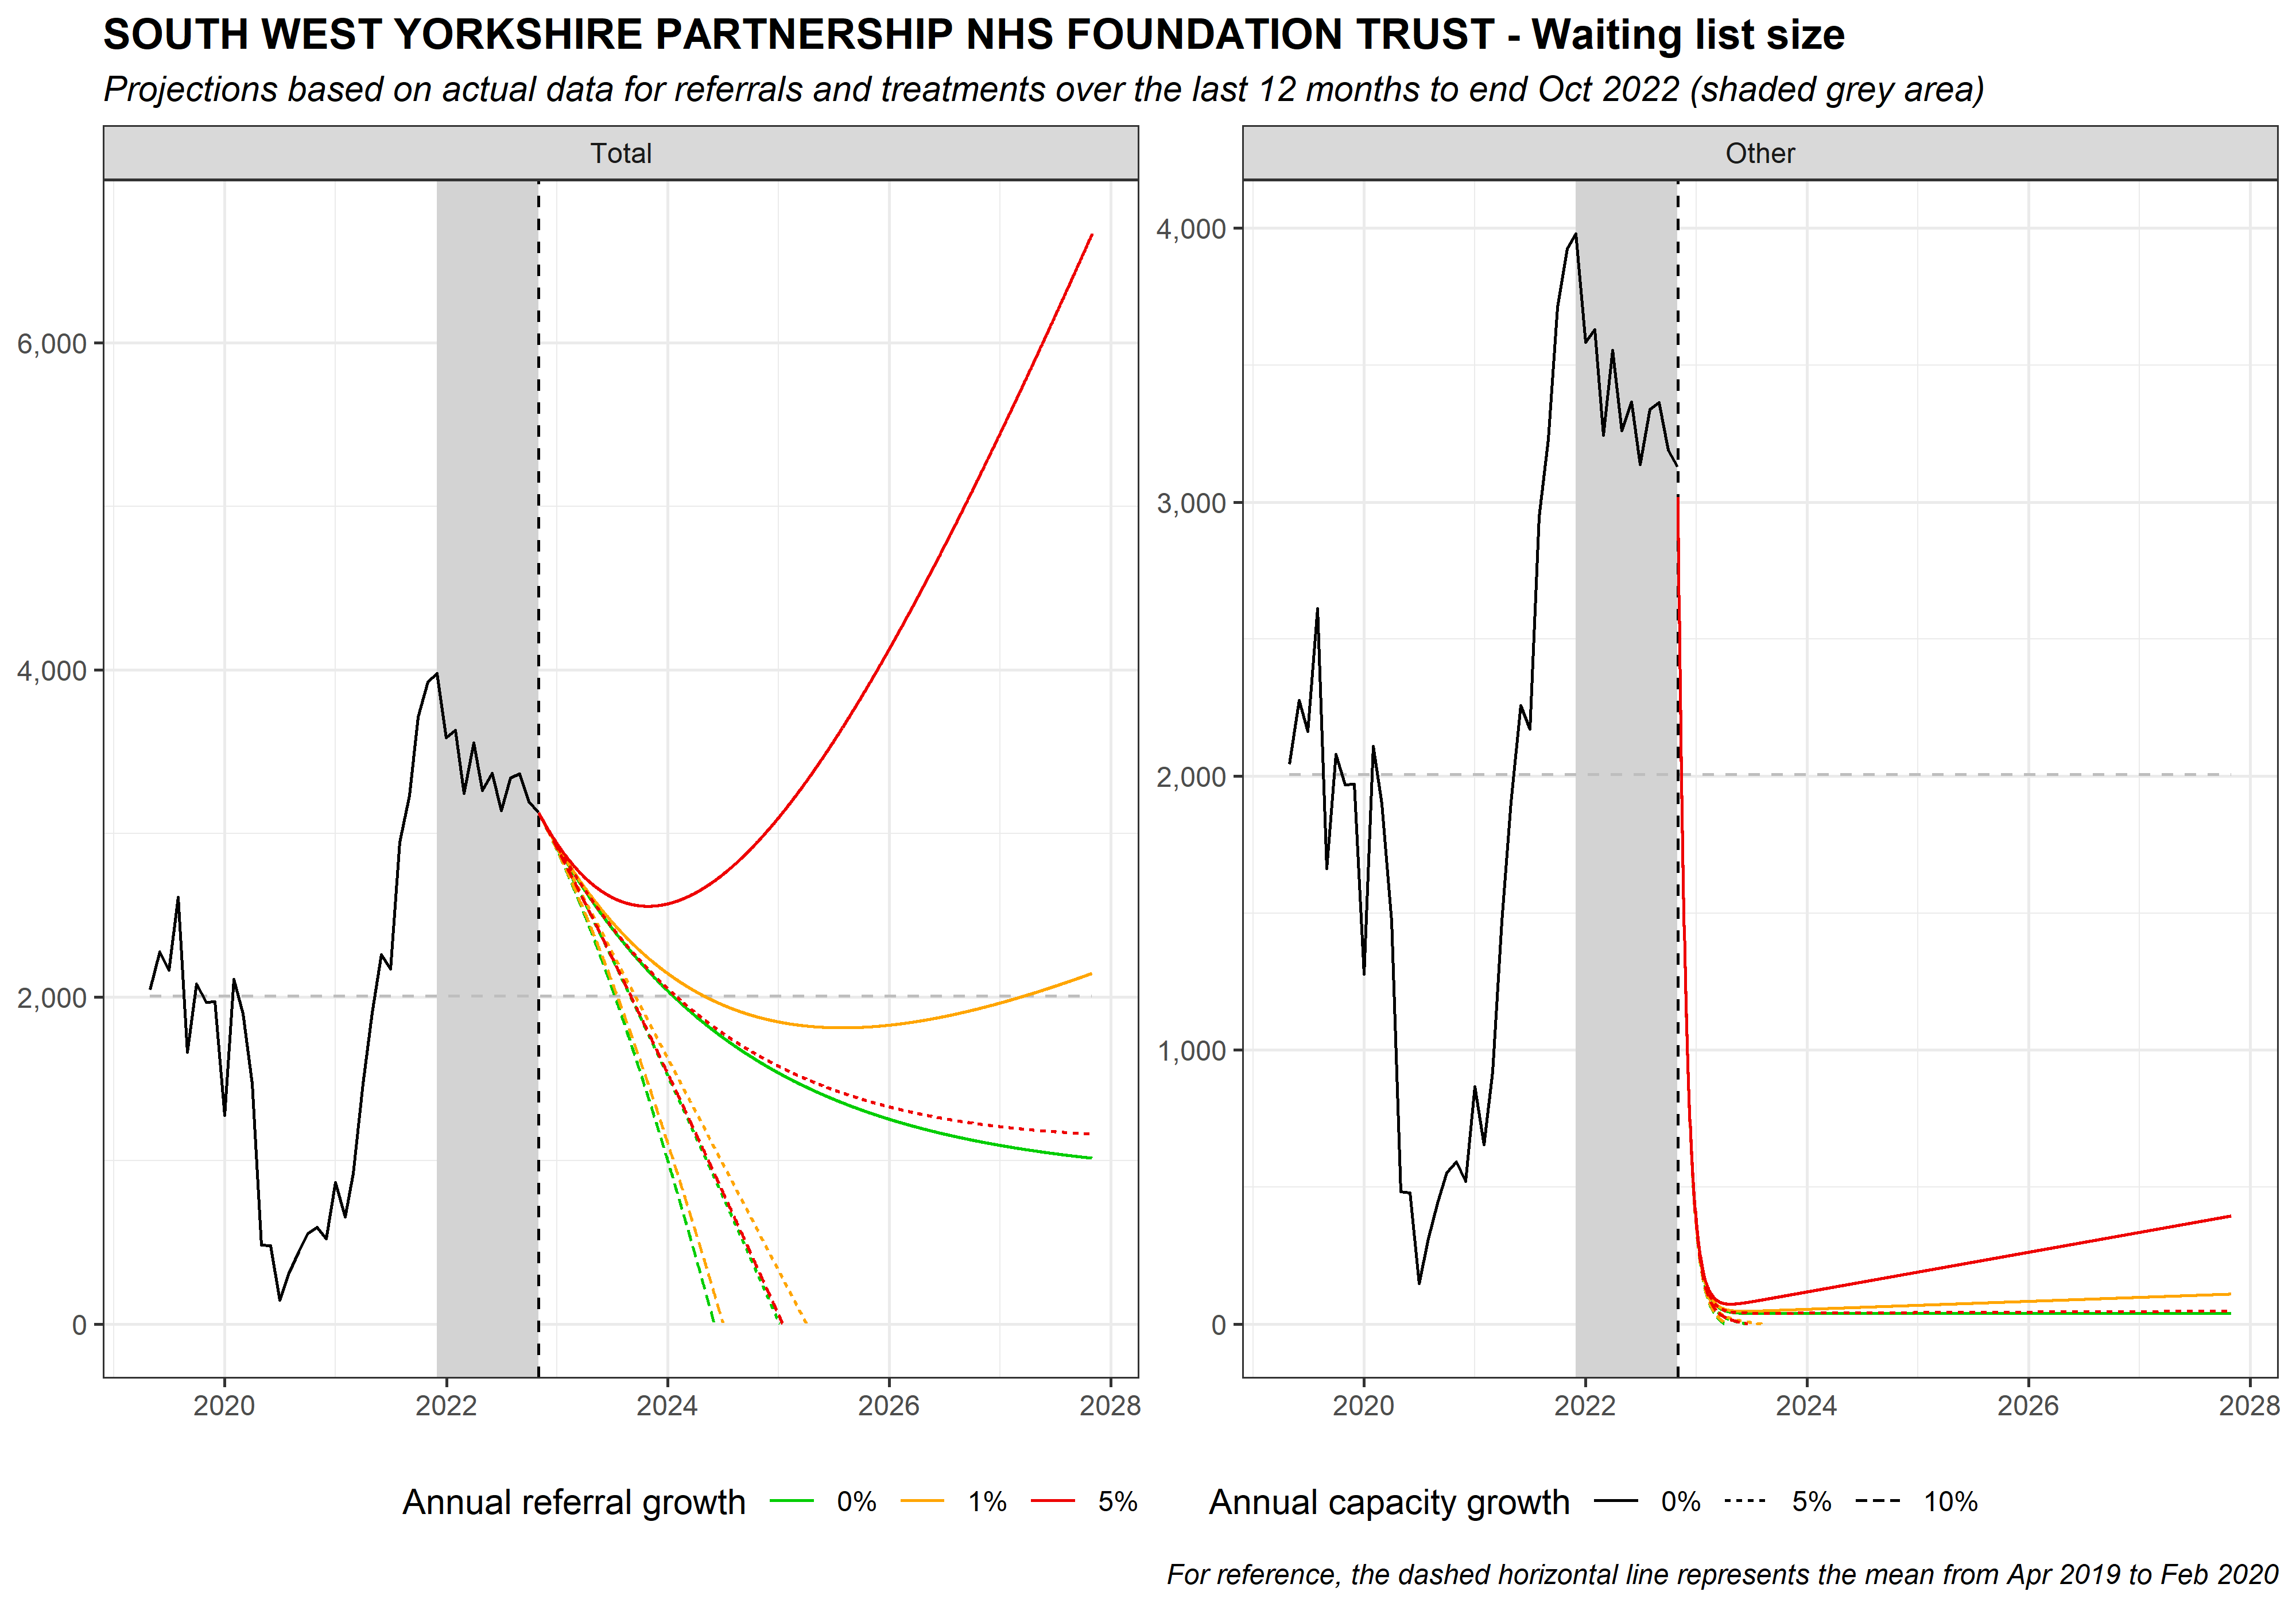 SOUTH WEST YORKSHIRE PARTNERSHIP NHS FOUNDATION TRUST - Waiting list size
Projections based on actual data for referrals and treatments over the last 12 months to end Oct 2022 (shaded grey area)
Total
6,000
4,000
2,000
0
2020 2022 2024 2026 2028
Other
4,000
3,000
2,000
1,000
0
2020 2022 2024 2026 2028
Annual referral growth 0% 1% 5%
Annual capacity growth 0% 5% 10%
For reference, the dashed horizontal line represents the mean from Apr 2019 to Feb 2020